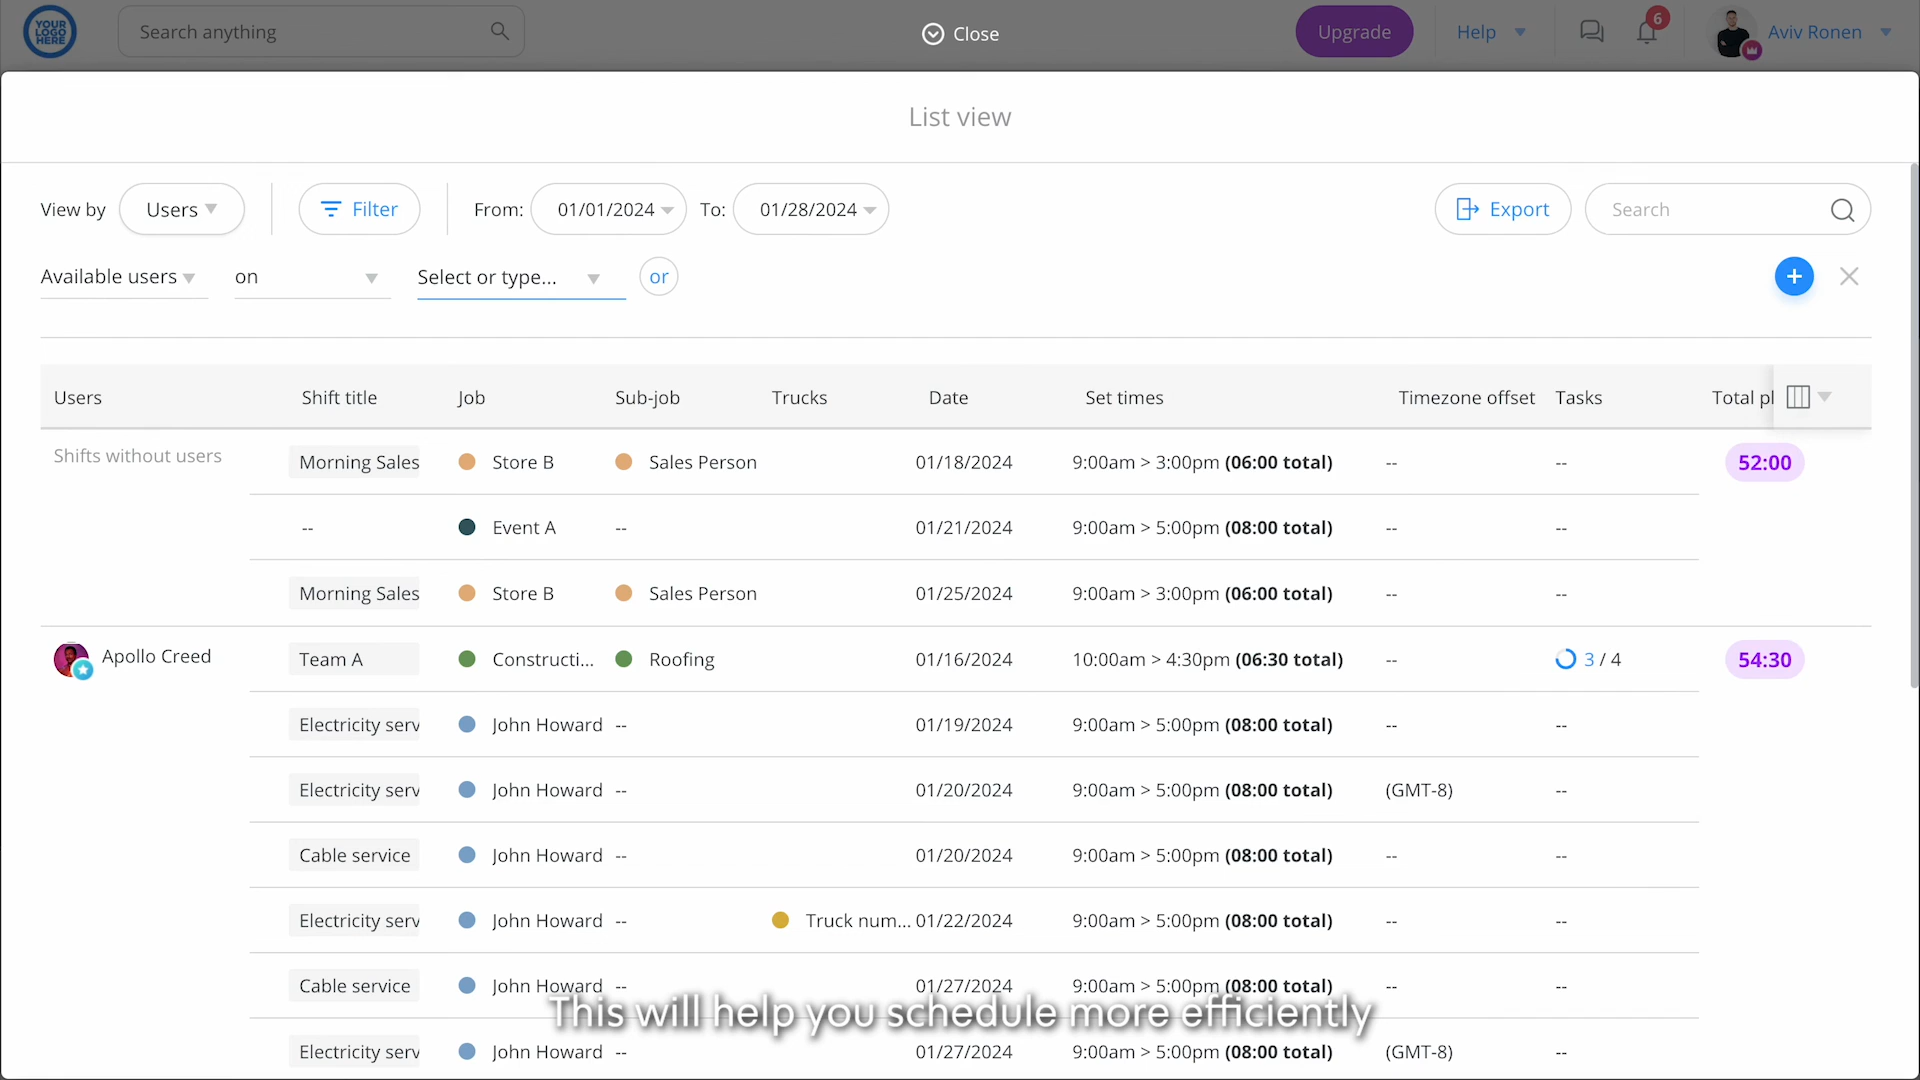 YOUR
LOGO
HERE
Search anything
Close
Upgrade
Help
6
Aviv Ronen
List view
View by Users Filter From: 01/01/2024 To: 01/28/2024 Export Search
Available users on Select or type... or +
Users Shift title Job Sub-job Trucks Date Set times Timezone offset Tasks Total pl
Shifts without users Morning Sales Store B Sales Person 01/18/2024 9:00am > 3:00pm (06:00 total) -- -- 52:00
-- Event A -- 01/21/2024 9:00am > 5:00pm (08:00 total) -- --
Morning Sales Store B Sales Person 01/25/2024 9:00am > 3:00pm (06:00 total) -- --
Apollo Creed Team A Constructi... Roofing 01/16/2024 10:00am > 4:30pm (06:30 total) -- 3 / 4 54:30
Electricity serv John Howard -- 01/19/2024 9:00am > 5:00pm (08:00 total) -- --
Electricity serv John Howard -- 01/20/2024 9:00am > 5:00pm (08:00 total) (GMT-8) --
Cable service John Howard -- 01/20/2024 9:00am > 5:00pm (08:00 total) -- --
Electricity serv John Howard -- Truck num... 01/22/2024 9:00am > 5:00pm (08:00 total) -- --
Cable service John Howard -- 01/27/2024 9:00am > 5:00pm (08:00 total) -- --
This will help you schedule more efficiently
Electricity serv John Howard -- 01/27/2024 9:00am > 5:00pm (08:00 total) (GMT-8) --